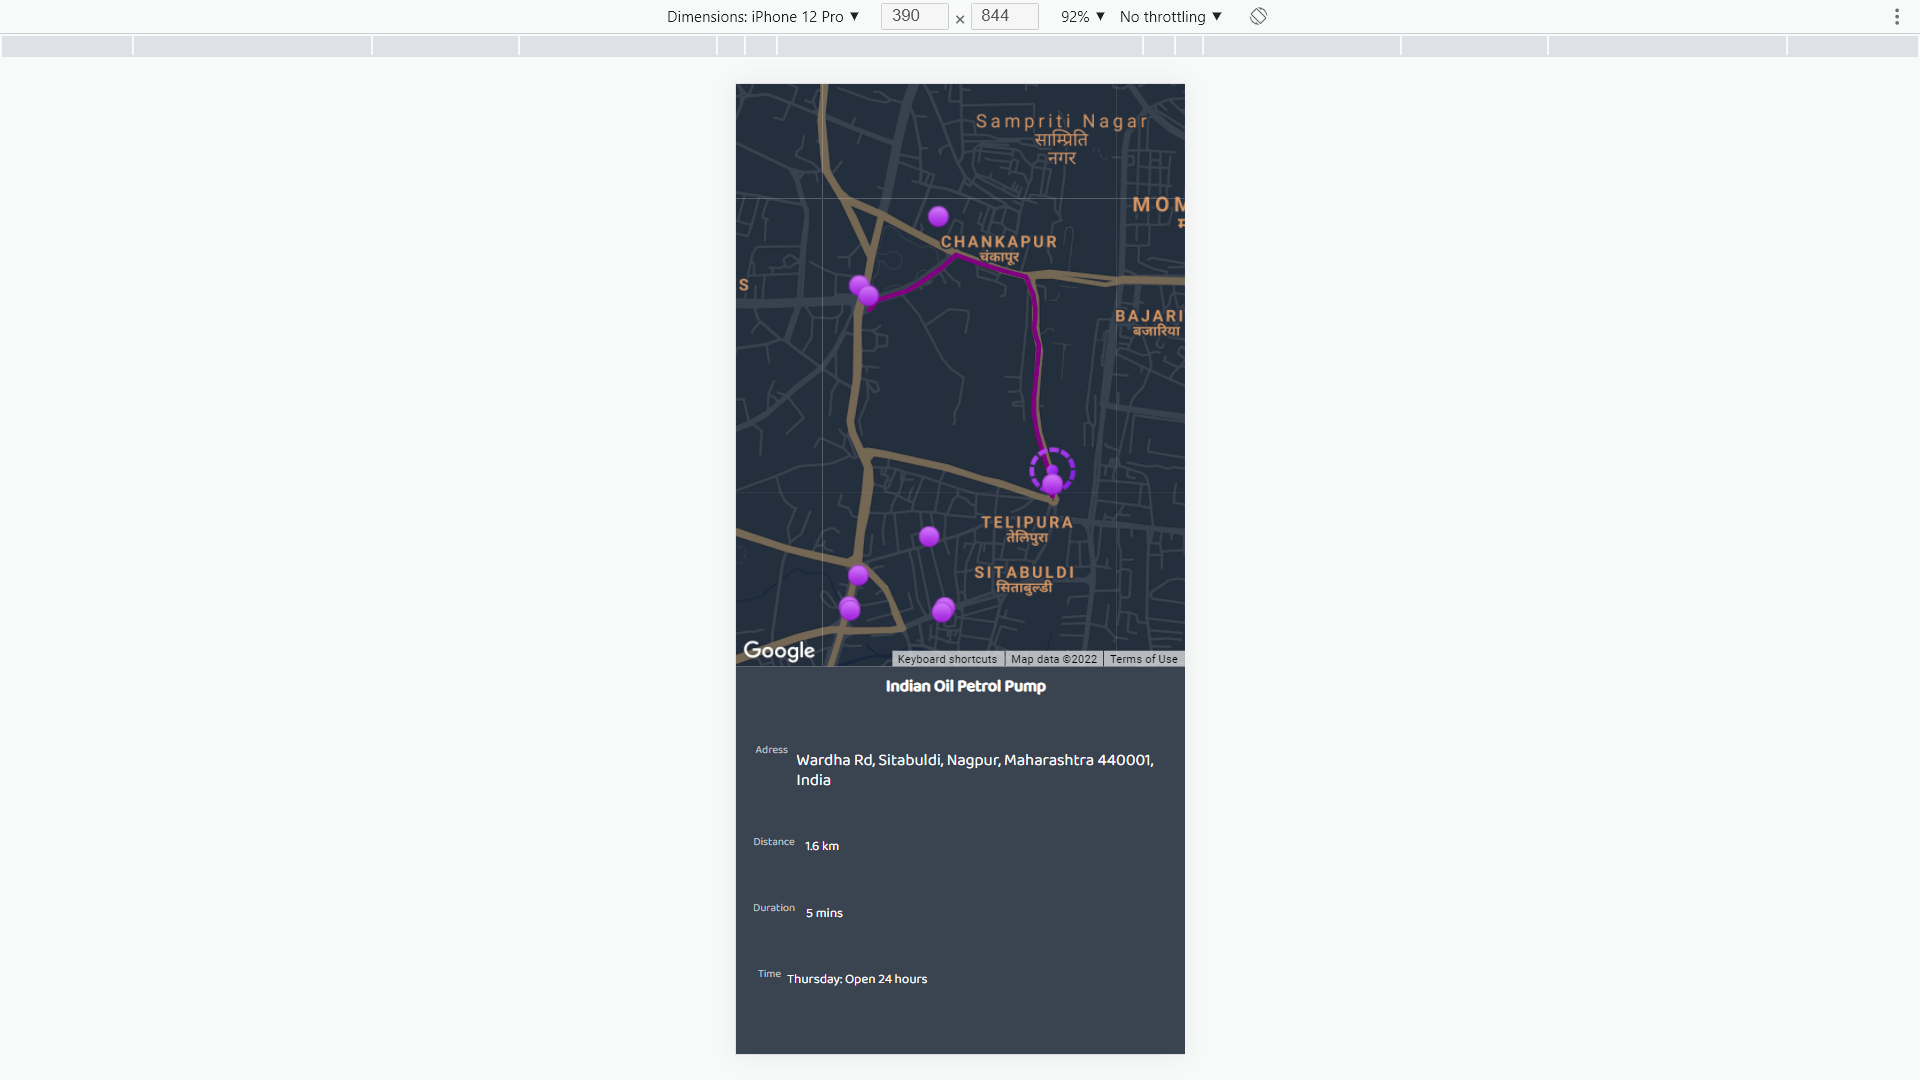 Dimensions: iPhone 12 Pro ▼ 390 × 844 92% ▼ No throttling ▼
Sampriti Nagar
साम्प्रिति
नगर
MOM
CHANKAPUR
चंकापूर
S
BAJARI
बजारिया
TELIPURA
तेलिपुरा
SITABULDI
सिताबुल्डी
Google
Keyboard shortcuts Map data ©2022 Terms of Use
Indian Oil Petrol Pump
Adress
Wardha Rd, Sitabuldi, Nagpur, Maharashtra 440001,
India
Distance 1.6 km
Duration 5 mins
Time Thursday: Open 24 hours